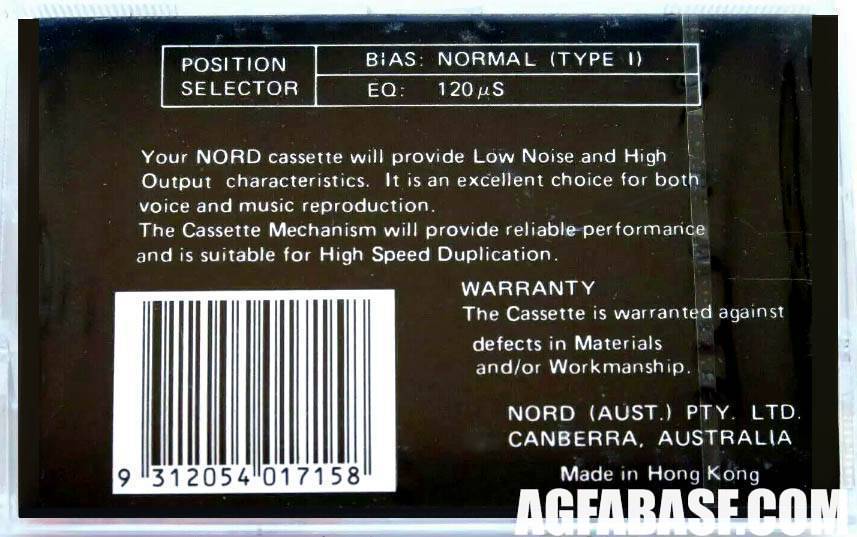 POSITION
SELECTOR
BIAS: NORMAL (TYPE I)
EQ: 120 μS
Your NORD cassette will provide Low Noise and High
Output characteristics. It is an excellent choice for both
voice and music reproduction.
The Cassette Mechanism will provide reliable performance
and is suitable for High Speed Duplication.
WARRANTY
The Cassette is warranted against
defects in Materials
and/or Workmanship.
NORD (AUST.) PTY. LTD.
CANBERRA, AUSTRALIA
Made in Hong Kong
9 312054 017158
AGFABASF.COM